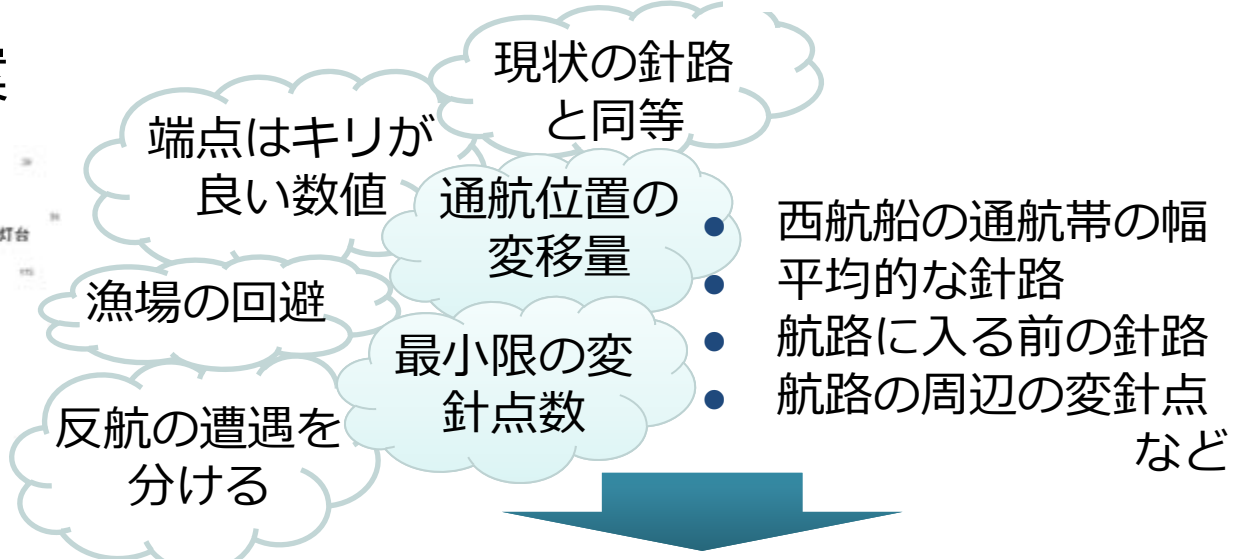 現状の針路
と同等
端点はキリが
良い数値
通航位置の
変移量
漁場の回避
最小限の変
針点数
反航の遭遇を
分ける
灯台
• 西航船の通航帯の幅
• 平均的な針路
• 航路に入る前の針路
• 航路の周辺の変針点
など